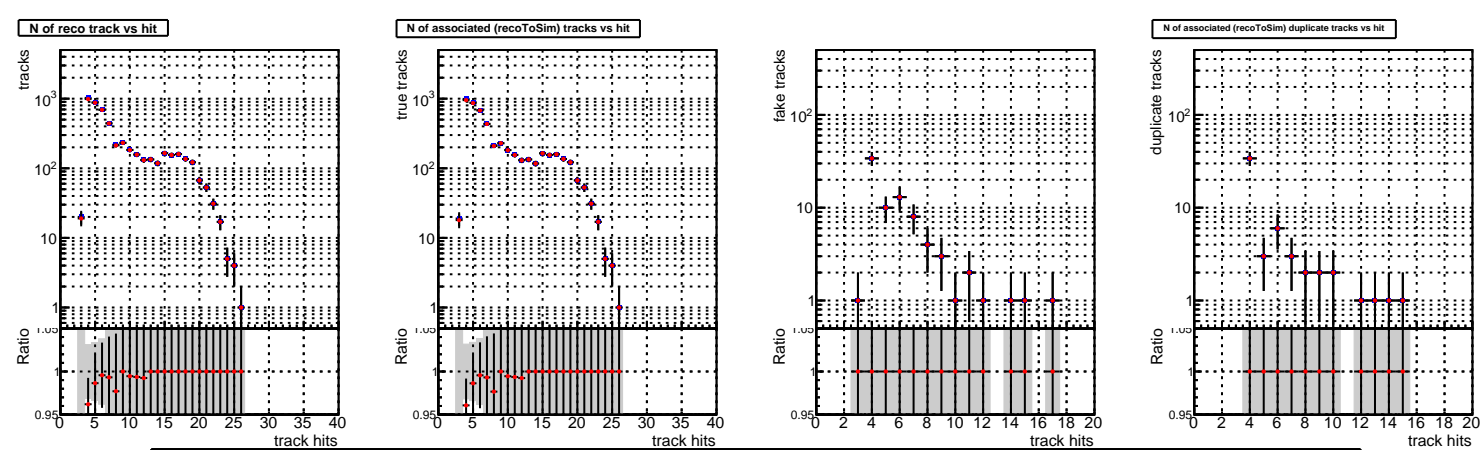 N of reco track vs hit
N of associated (recoToSim) tracks vs hit
N of associated (recoToSim) duplicate tracks vs hit
tracks
10³
10²
10
1
Ratio
1.05
1
0.95
0 5 10 15 20 25 30 35 40
track hits
true tracks
10³
10²
10
1
Ratio
1.05
1
0.95
0 5 10 15 20 25 30 35 40
track hits
fake tracks
10²
10
1
Ratio
1.05
1
0.95
0 2 4 6 8 10 12 14 16 18 20
track hits
duplicate tracks
10²
10
1
Ratio
1.05
1
0.95
0 2 4 6 8 10 12 14 16 18 20
track hits